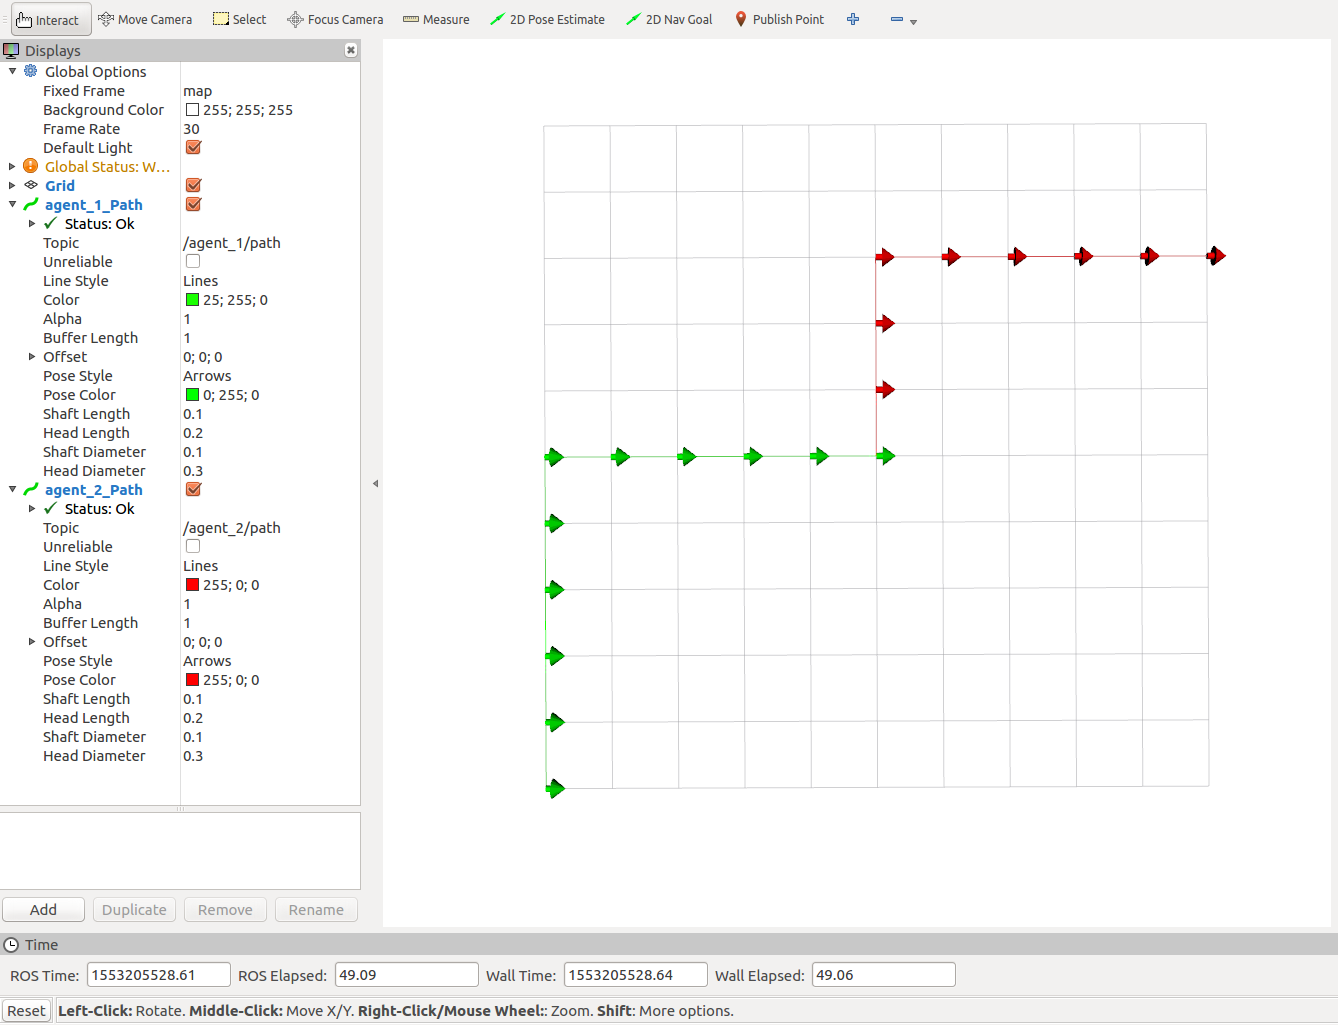 Interact Move Camera Select Focus Camera Measure 2D Pose Estimate 2D Nav Goal Publish Point
Displays
Global Options
Fixed Frame map
Background Color 255; 255; 255
Frame Rate 30
Default Light
Global Status: W...
Grid
agent_1_Path
Status: Ok
Topic /agent_1/path
Unreliable
Line Style Lines
Color 25; 255; 0
Alpha 1
Buffer Length 1
Offset 0; 0; 0
Pose Style Arrows
Pose Color 0; 255; 0
Shaft Length 0.1
Head Length 0.2
Shaft Diameter 0.1
Head Diameter 0.3
agent_2_Path
Status: Ok
Topic /agent_2/path
Unreliable
Line Style Lines
Color 255; 0; 0
Alpha 1
Buffer Length 1
Offset 0; 0; 0
Pose Style Arrows
Pose Color 255; 0; 0
Shaft Length 0.1
Head Length 0.2
Shaft Diameter 0.1
Head Diameter 0.3
Add Duplicate Remove Rename
Time
ROS Time: 1553205528.61 ROS Elapsed: 49.09 Wall Time: 1553205528.64 Wall Elapsed: 49.06
Reset Left-Click: Rotate. Middle-Click: Move X/Y. Right-Click/Mouse Wheel:: Zoom. Shift: More options.